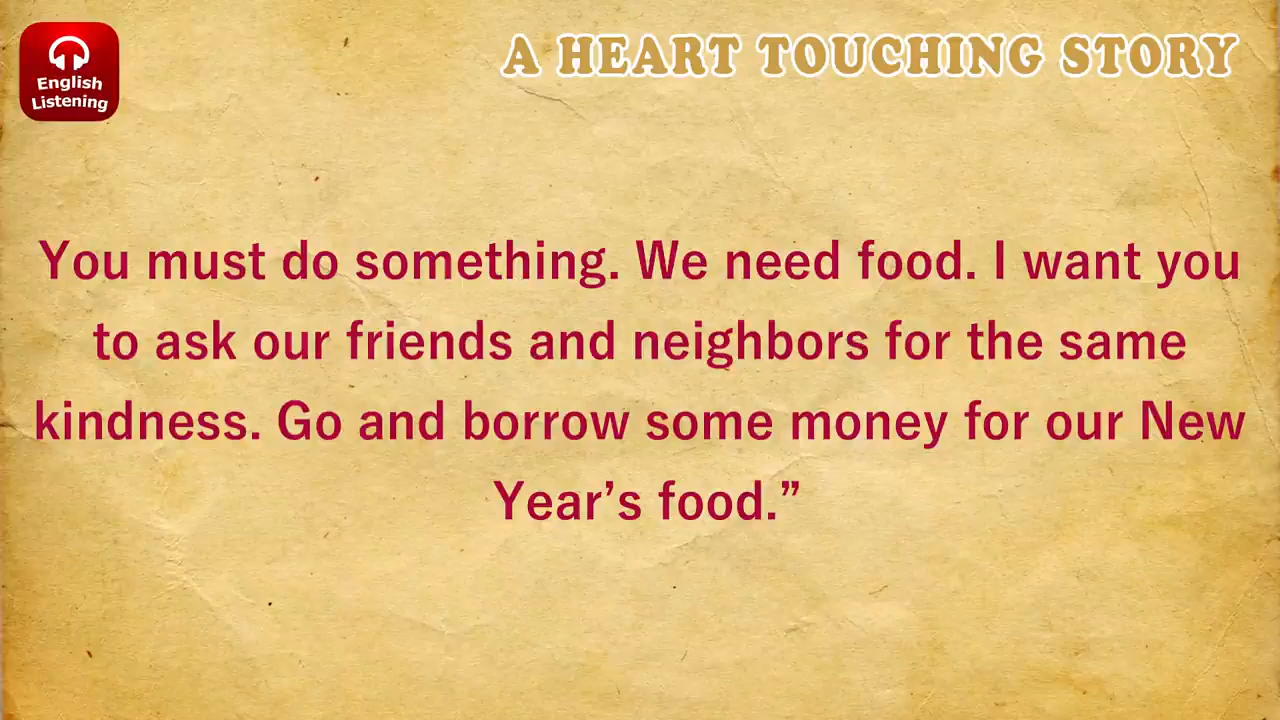 English
Listening
A HEART TOUCHING STORY
You must do something. We need food. I want you
to ask our friends and neighbors for the same
kindness. Go and borrow some money for our New
Year’s food.”